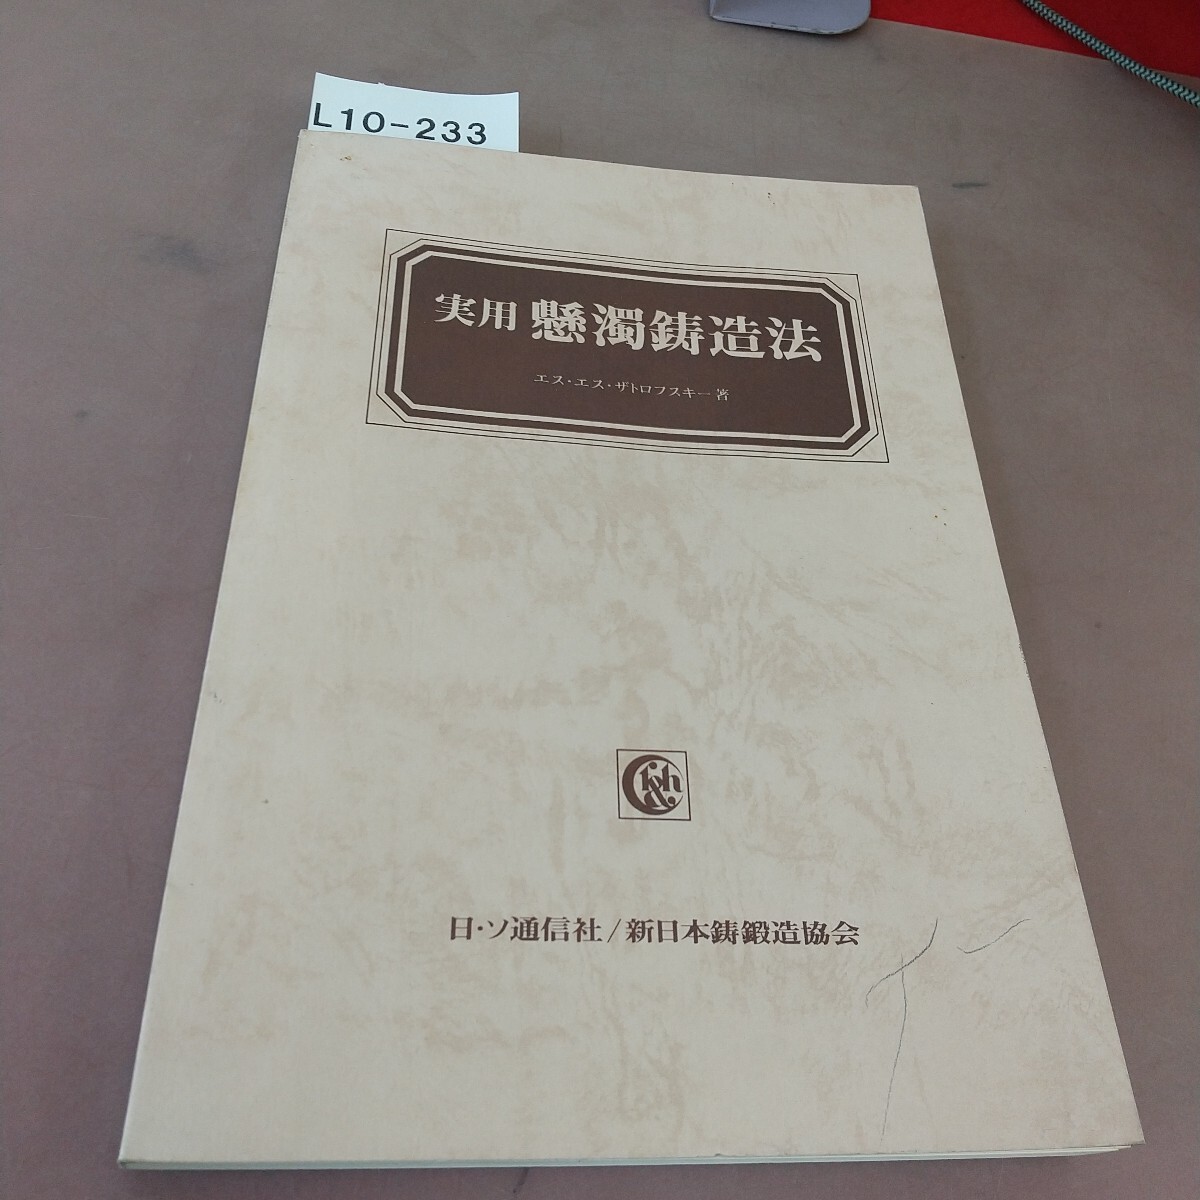 L10-233
実用 懸濁鋳造法
エス・エス・ザトロフスキー著
日・ソ通信社/新日本鋳鍛造協会